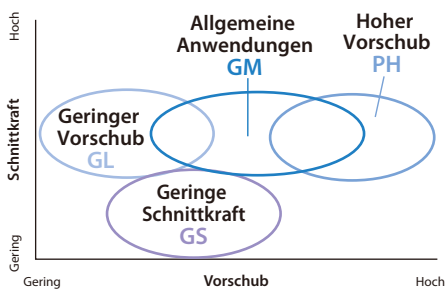 Hoch
Schnittkraft
Gering
Allgemeine
Anwendungen
GM
Hoher
Vorschub
PH
Geringer
Vorschub
GL
Geringe
Schnittkraft
GS
Gering
Vorschub
Hoch